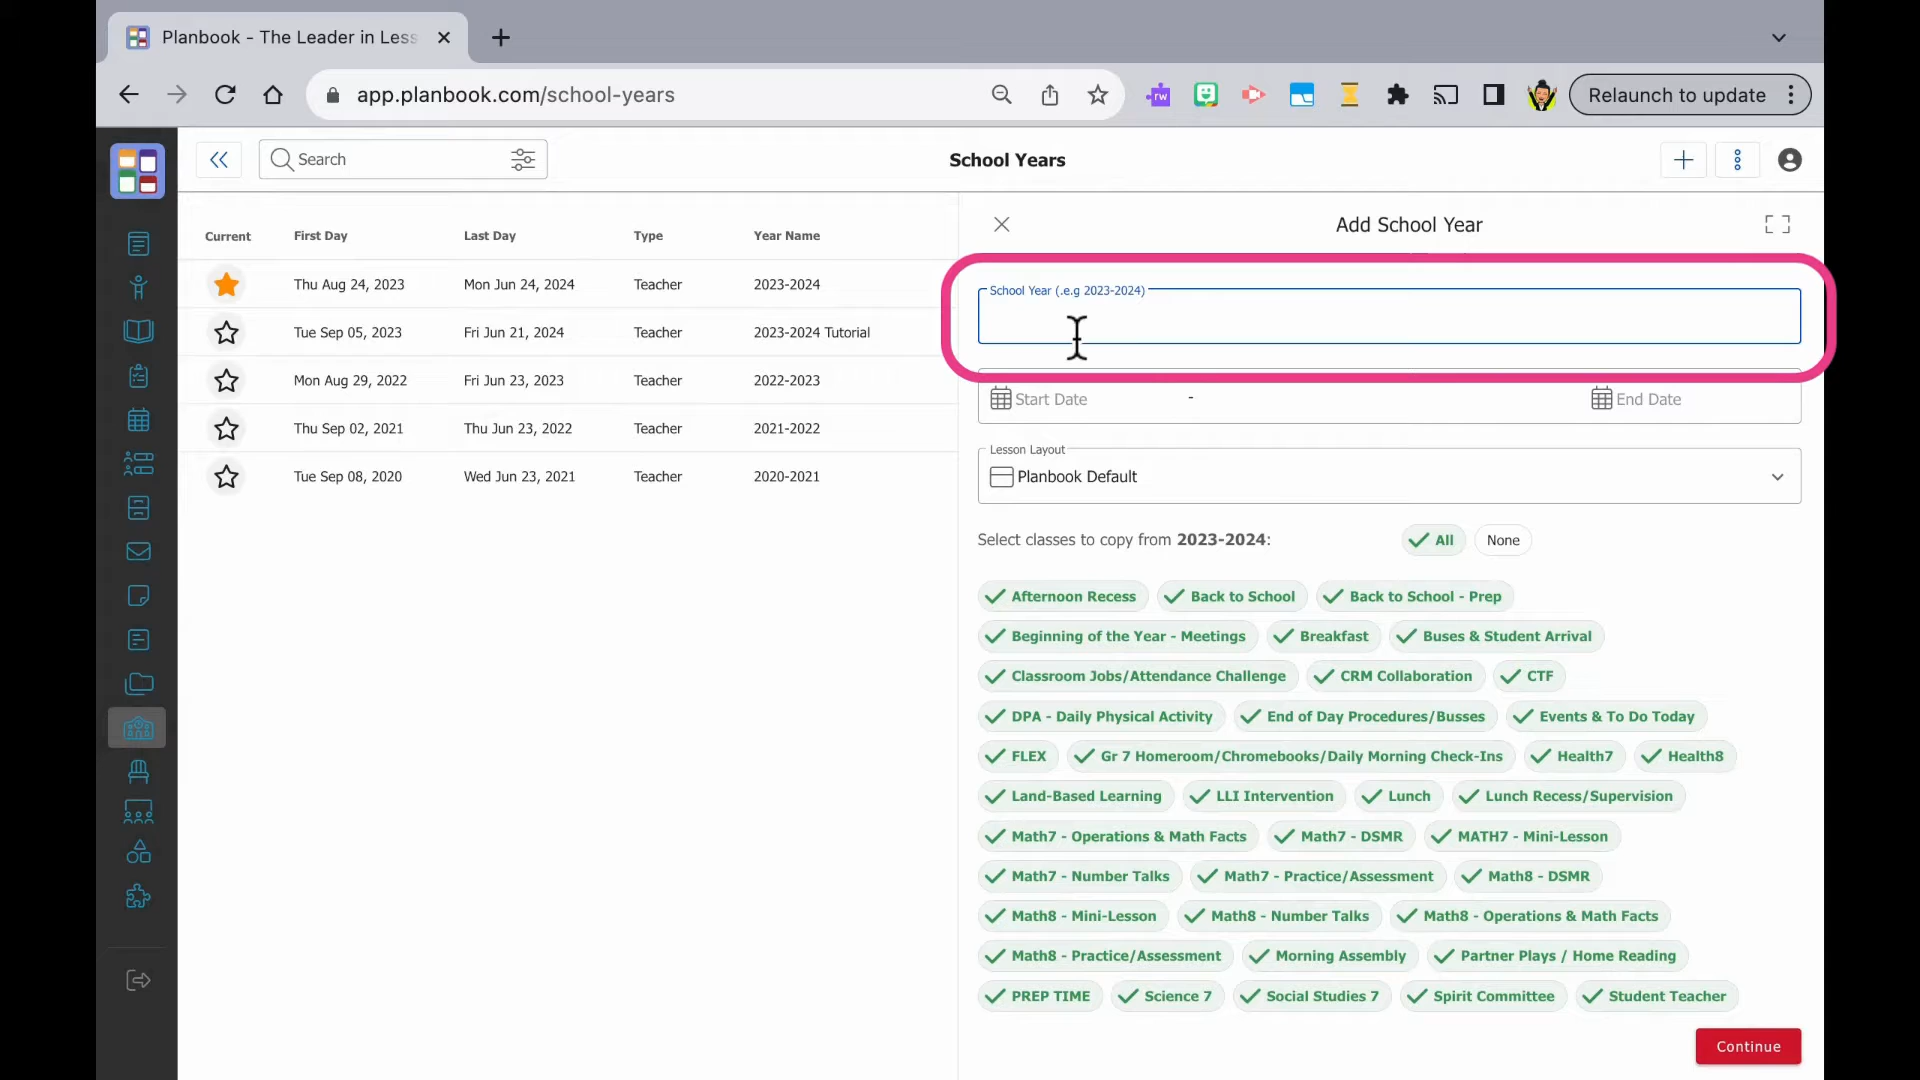 Planbook - The Leader in Less
app.planbook.com/school-years
rw
Relaunch to update
Search
School Years
Current First Day Last Day Type Year Name
Thu Aug 24, 2023 Mon Jun 24, 2024 Teacher 2023-2024
Tue Sep 05, 2023 Fri Jun 21, 2024 Teacher 2023-2024 Tutorial
Mon Aug 29, 2022 Fri Jun 23, 2023 Teacher 2022-2023
Thu Sep 02, 2021 Thu Jun 23, 2022 Teacher 2021-2022
Tue Sep 08, 2020 Wed Jun 23, 2021 Teacher 2020-2021
Add School Year
School Year (.e.g 2023-2024)
Start Date - End Date
Lesson Layout
Planbook Default
Select classes to copy from 2023-2024: All None
Afternoon Recess Back to School Back to School - Prep
Beginning of the Year - Meetings Breakfast Buses & Student Arrival
Classroom Jobs/Attendance Challenge CRM Collaboration CTF
DPA - Daily Physical Activity End of Day Procedures/Busses Events & To Do Today
FLEX Gr 7 Homeroom/Chromebooks/Daily Morning Check-Ins Health7 Health8
Land-Based Learning LLI Intervention Lunch Lunch Recess/Supervision
Math7 - Operations & Math Facts Math7 - DSMR MATH7 - Mini-Lesson
Math7 - Number Talks Math7 - Practice/Assessment Math8 - DSMR
Math8 - Mini-Lesson Math8 - Number Talks Math8 - Operations & Math Facts
Math8 - Practice/Assessment Morning Assembly Partner Plays / Home Reading
PREP TIME Science 7 Social Studies 7 Spirit Committee Student Teacher
Continue